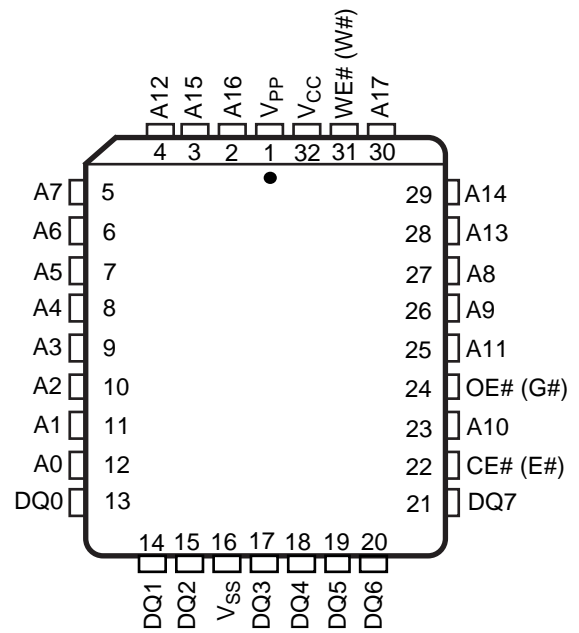 A12 A15 A16 VPP VCC WE# (W#) A17
4 3 2 1 32 31 30
A7 5 29 A14
A6 6 28 A13
A5 7 27 A8
A4 8 26 A9
A3 9 25 A11
A2 10 24 OE# (G#)
A1 11 23 A10
A0 12 22 CE# (E#)
DQ0 13 21 DQ7
14 15 16 17 18 19 20
DQ1 DQ2 VSS DQ3 DQ4 DQ5 DQ6